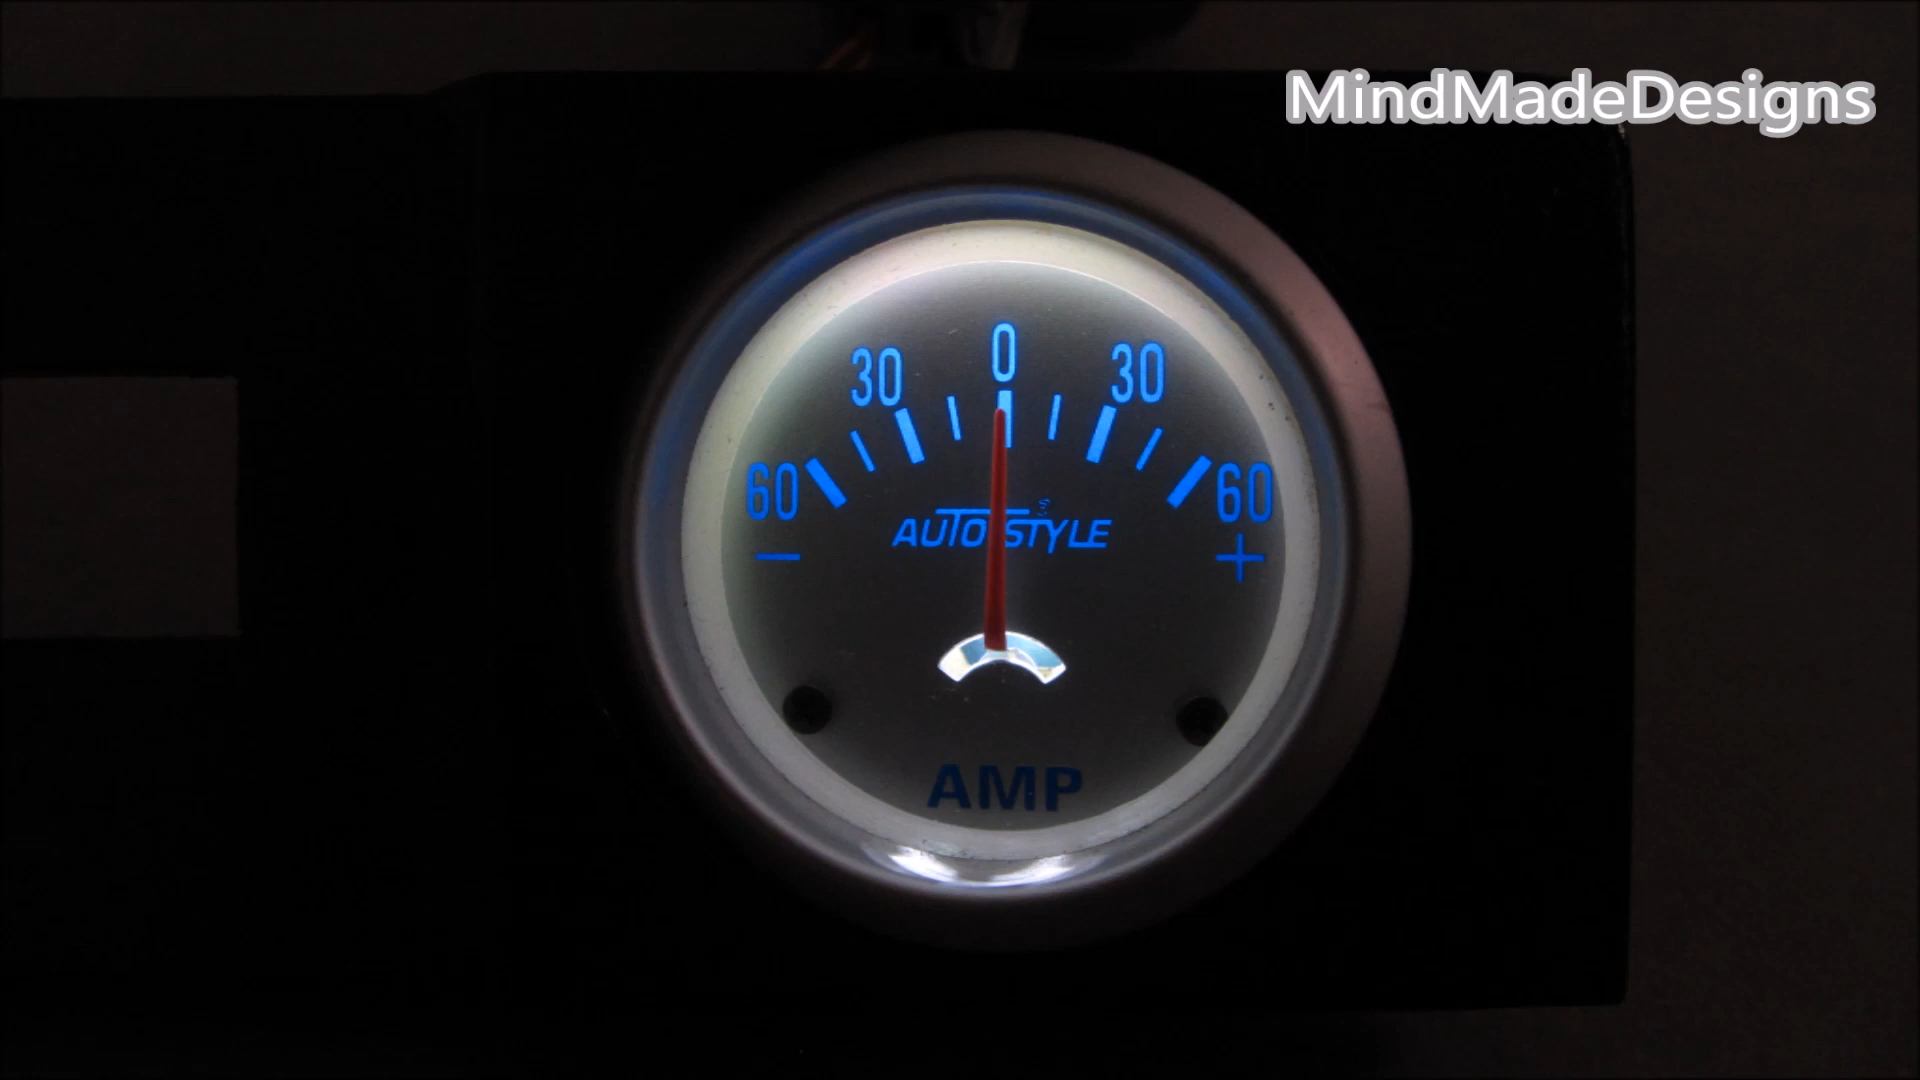 MindMadeDesigns
0
30 30
60 60
AUTOSTYLE
− +
AMP